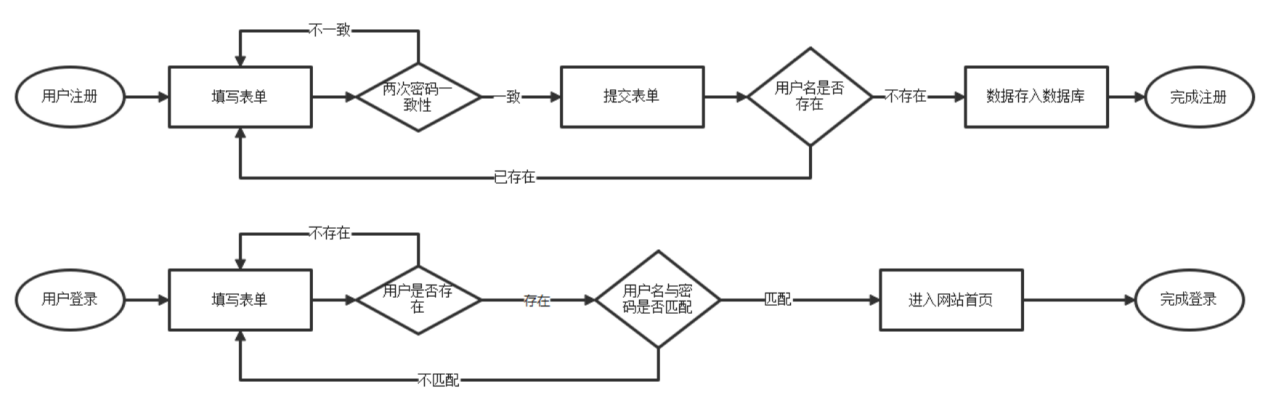 不一致
用户注册
填写表单
两次密码一
致性
一致
提交表单
用户名是否
存在
不存在
数据存入数据库
完成注册
已存在
不存在
用户登录
填写表单
用户是否存
在
存在
用户名与密
码是否匹配
匹配
进入网站首页
完成登录
不匹配